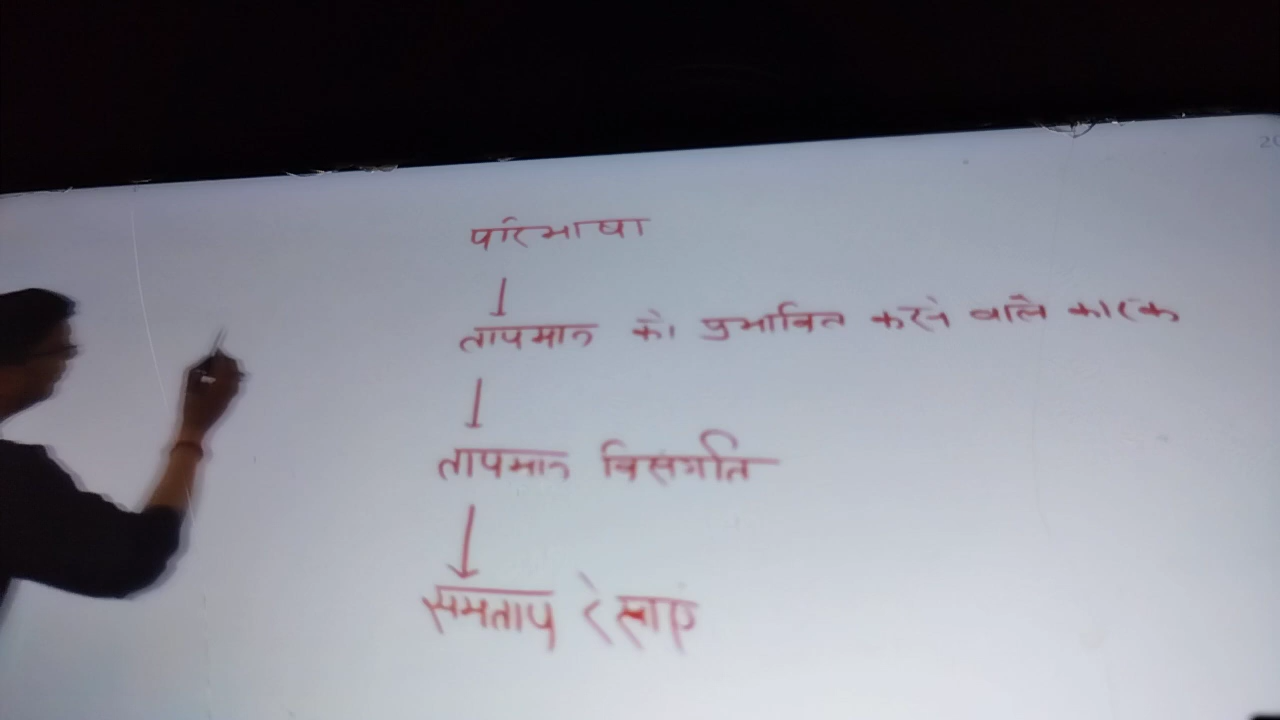 परिभाषा
तापमान को प्रभावित करने वाले कारक
तापमान विसंगति
समताप रेखाएं